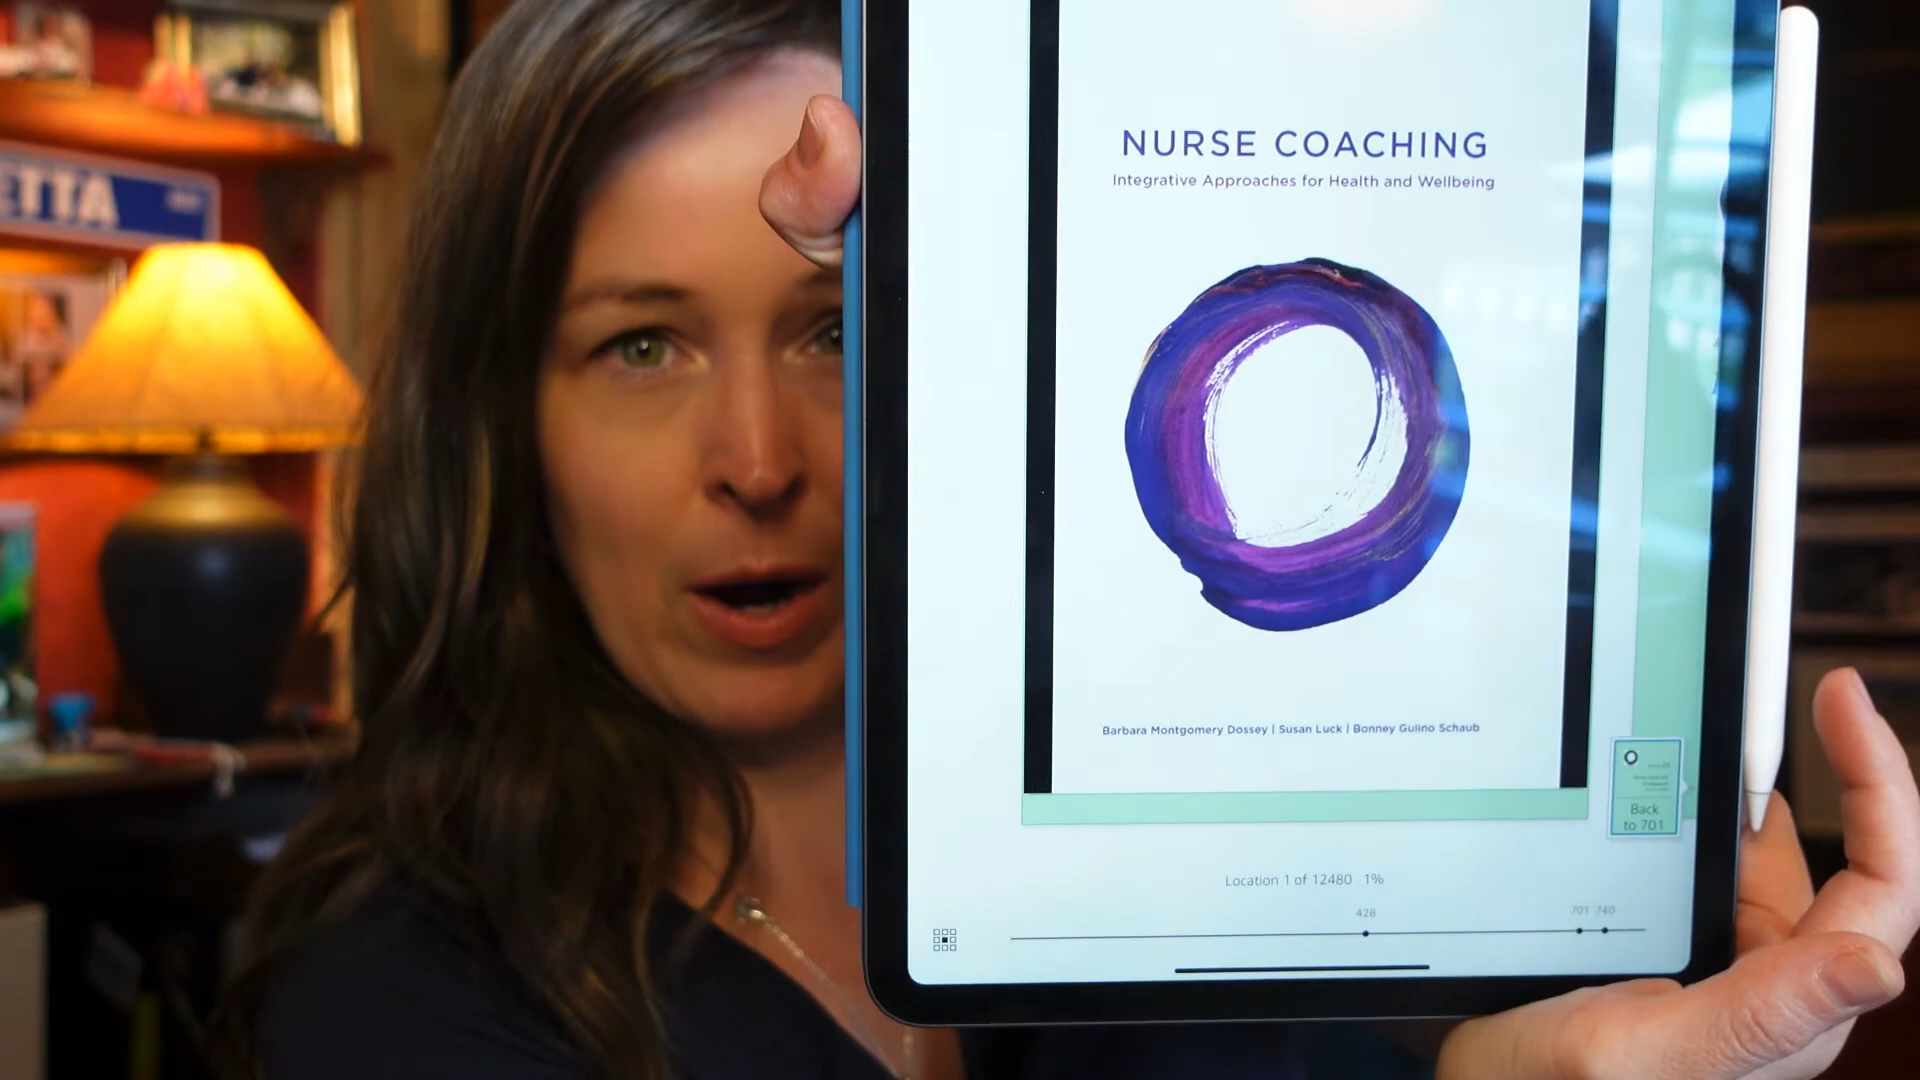 ETTA
NURSE COACHING
Integrative Approaches for Health and Wellbeing
Barbara Montgomery Dossey | Susan Luck | Bonney Gulino Schaub
Back
to 701
Location 1 of 12480 1%
428
701 740